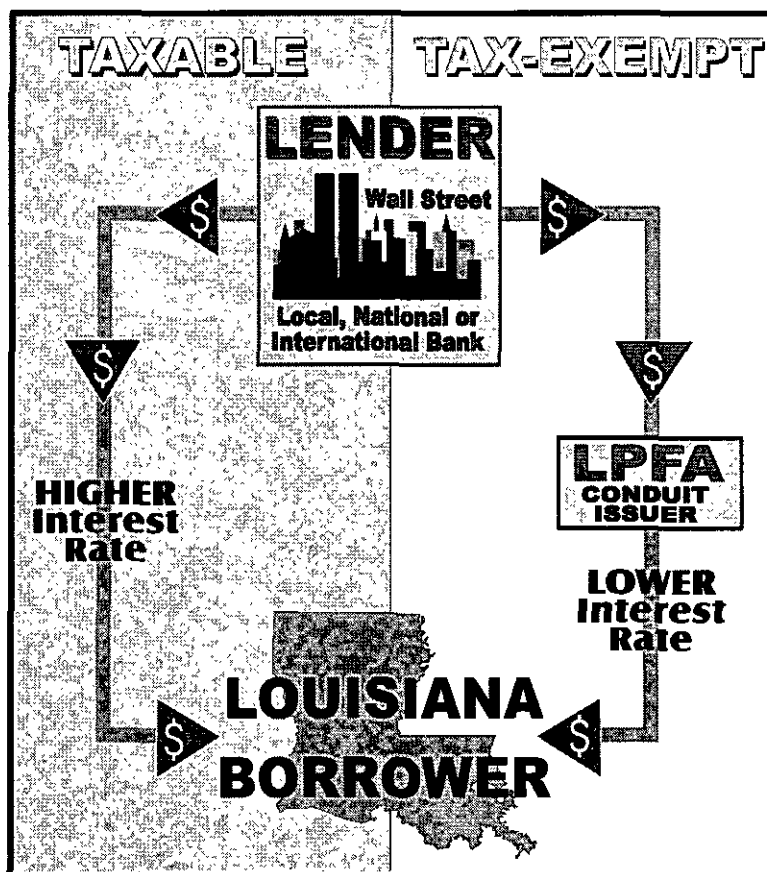 TAXABLE
TAX-EXEMPT
LENDER
Wall Street
Local, National or
International Bank
$
$
$
$
LPFA
CONDUIT
ISSUER
HIGHER
Interest
Rate
LOWER
Interest
Rate
LOUISIANA
BORROWER
$
$